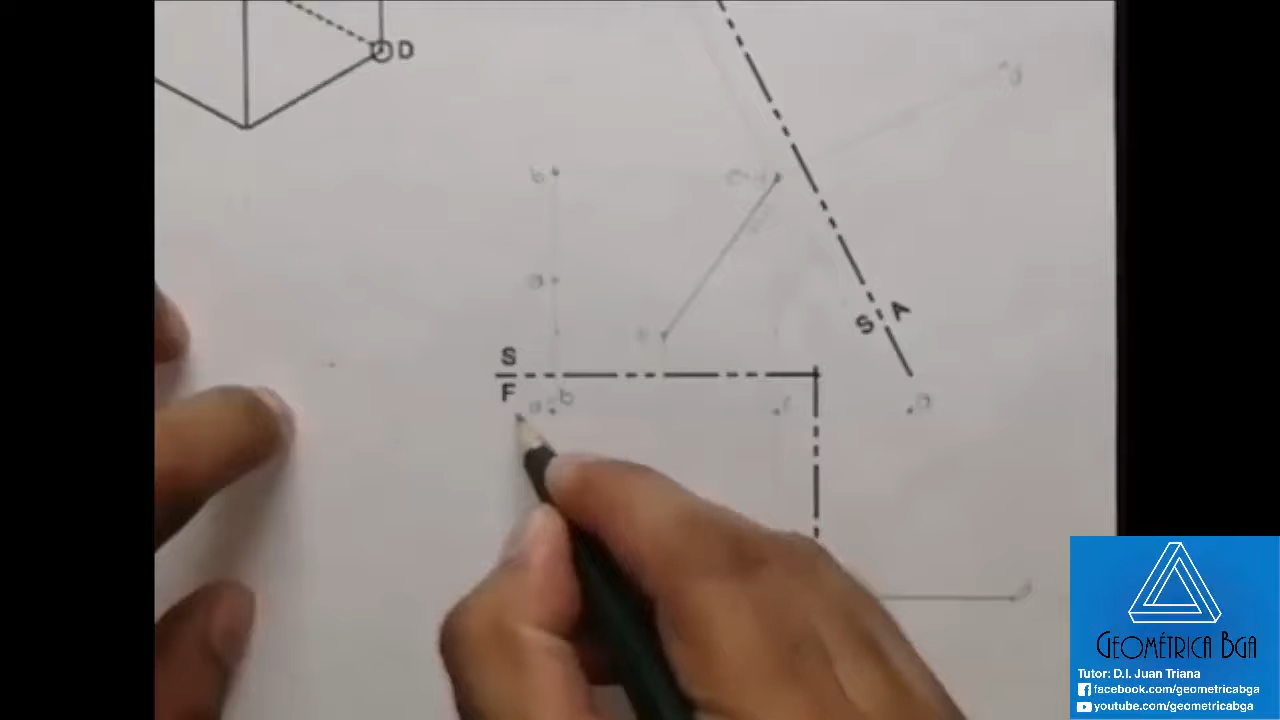 D
b
a
S A
S
F
a b
a
GEOMÉTRICA BGA
Tutor: D.I. Juan Triana
facebook.com/geometricabga
youtube.com/geometricabga